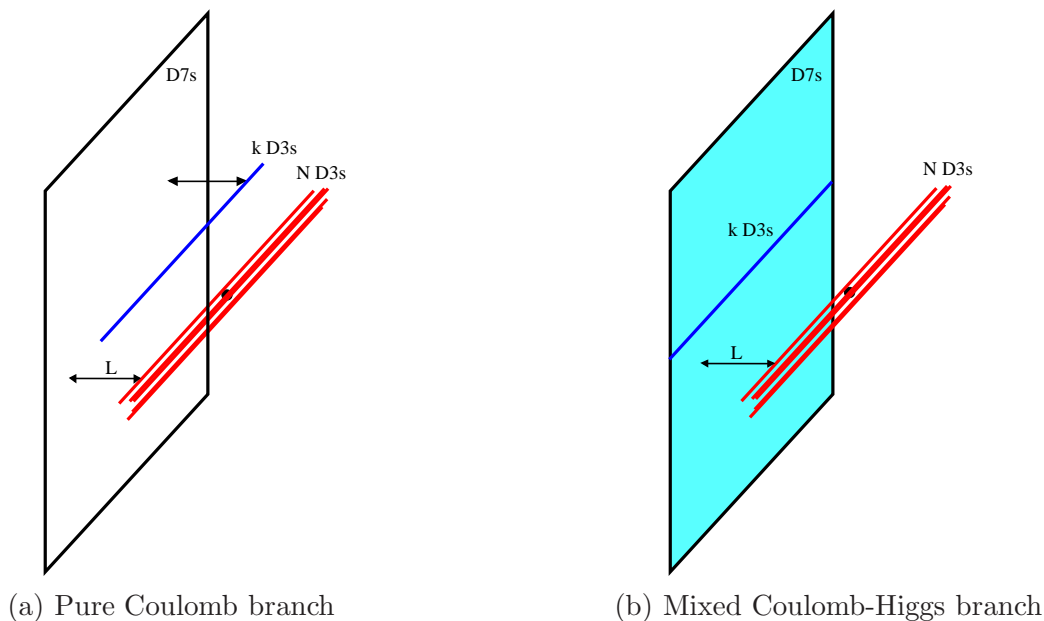 D7s
k D3s
N D3s
L
(a) Pure Coulomb branch
D7s
N D3s
k D3s
L
(b) Mixed Coulomb-Higgs branch